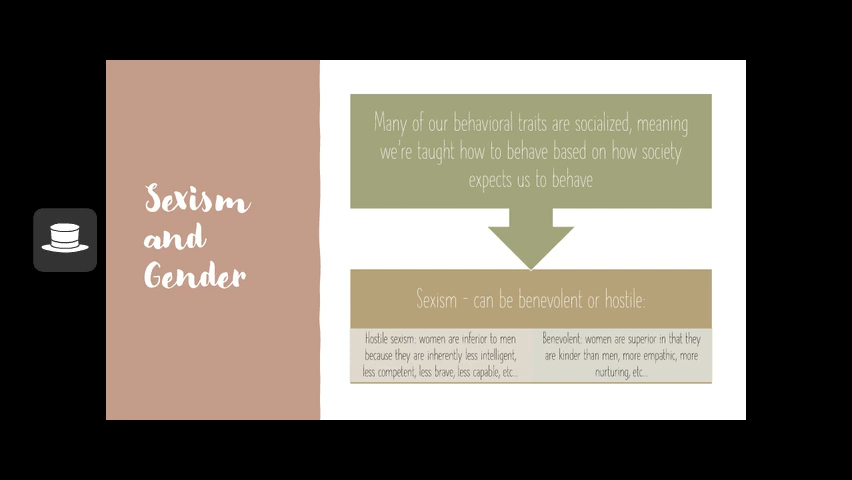 Sexism
and
Gender
Many of our behavioral traits are socialized, meaning
we're taught how to behave based on how society
expects us to behave
Sexism - can be benevolent or hostile:
Hostile sexism: women are inferior to men
because they are inherently less intelligent,
less competent, less brave, less capable, etc...
Benevolent: women are superior in that they
are kinder than men, more empathic, more
nurturing, etc...